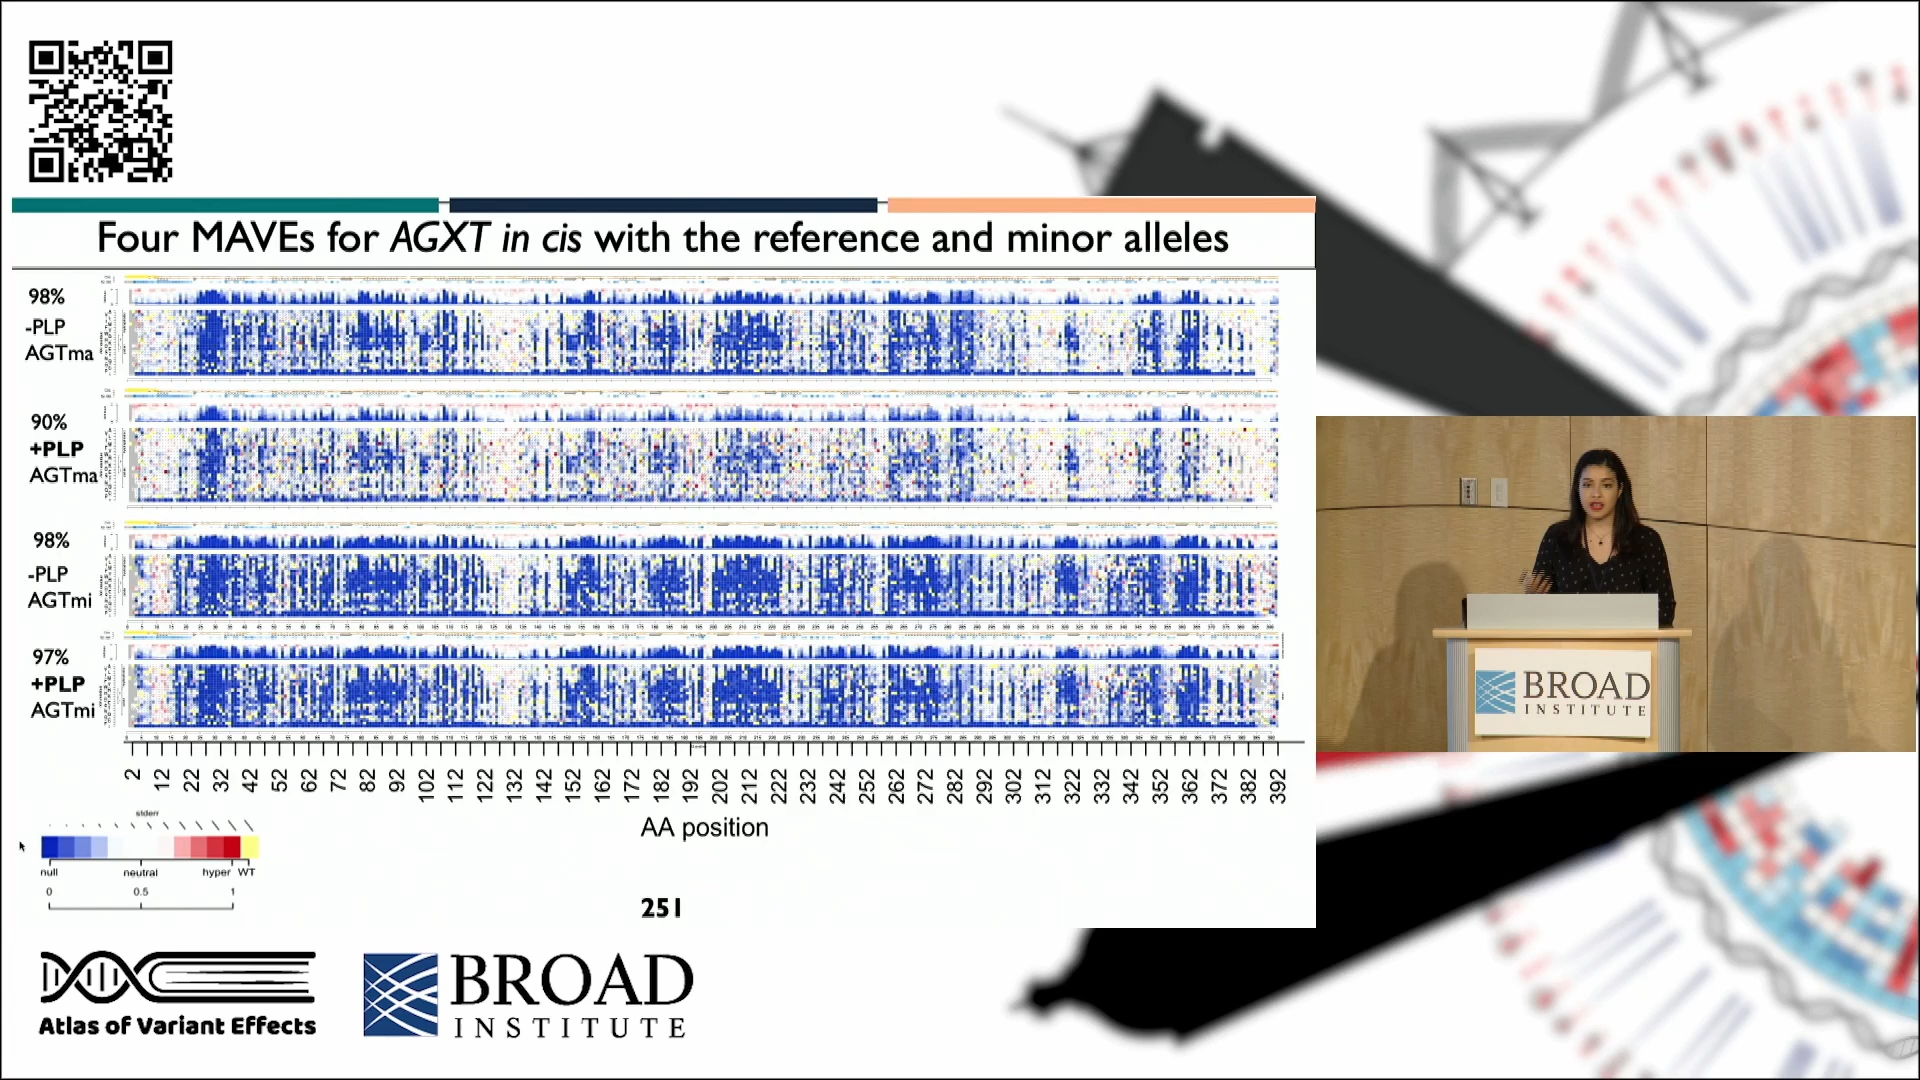 Four MAVEs for AGXT in cis with the reference and minor alleles
98%
-PLP
AGTma
90%
+PLP
AGTma
98%
-PLP
AGTmi
97%
+PLP
AGTmi
2 12 22 32 42 52 62 72 82 92 102 112 122 132 142 152 162 172 182 192 202 212 222 232 242 252 262 272 282 292 302 312 322 332 342 352 362 372 382 392
AA position
stderr
null neutral hyper WT
0 0.5 1
251
BROAD
INSTITUTE
Atlas of Variant Effects
BROAD
INSTITUTE